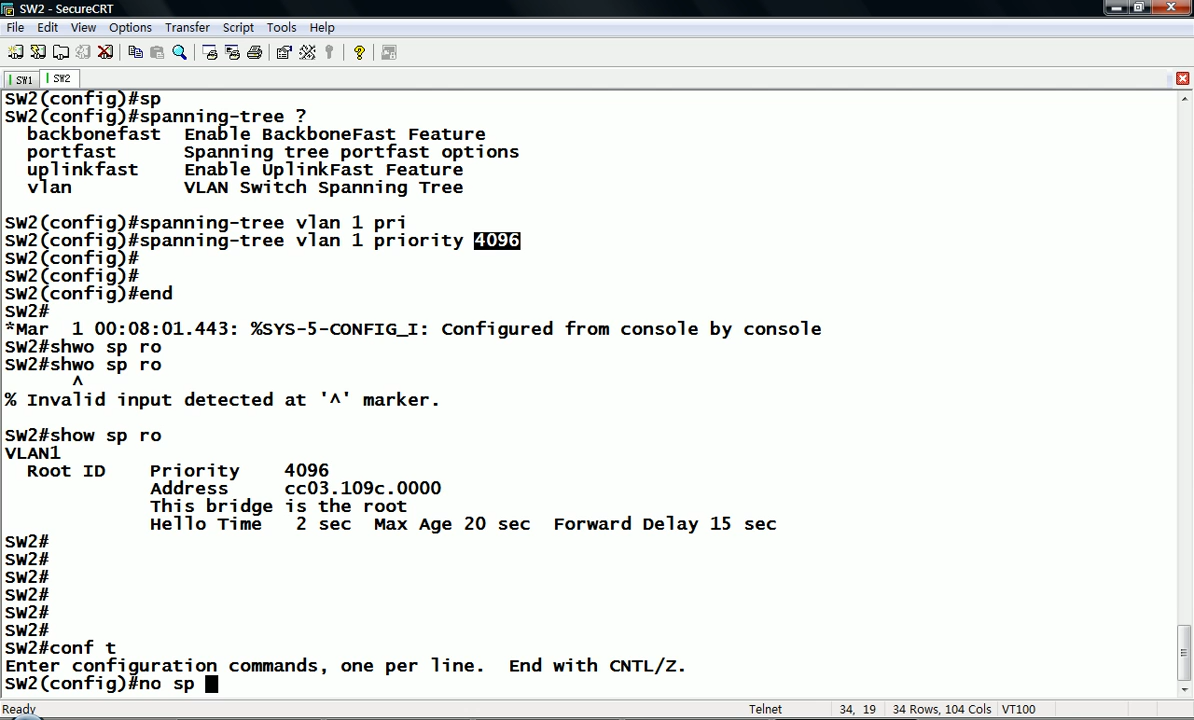 SW2 - SecureCRT
File Edit View Options Transfer Script Tools Help
SW1 SW2
SW2(config)#sp
SW2(config)#spanning-tree ?
backbonefast Enable BackboneFast Feature
portfast Spanning tree portfast options
uplinkfast Enable UplinkFast Feature
vlan VLAN Switch Spanning Tree
SW2(config)#spanning-tree vlan 1 pri
SW2(config)#spanning-tree vlan 1 priority 4096
SW2(config)#
SW2(config)#
SW2(config)#end
SW2#
*Mar 1 00:08:01.443: %SYS-5-CONFIG_I: Configured from console by console
SW2#shwo sp ro
SW2#shwo sp ro
^
% Invalid input detected at '^' marker.
SW2#show sp ro
VLAN1
Root ID Priority 4096
Address cc03.109c.0000
This bridge is the root
Hello Time 2 sec Max Age 20 sec Forward Delay 15 sec
SW2#
SW2#
SW2#
SW2#
SW2#
SW2#
SW2#conf t
Enter configuration commands, one per line. End with CNTL/Z.
SW2(config)#no sp
Ready Telnet 34, 19 34 Rows, 104 Cols VT100